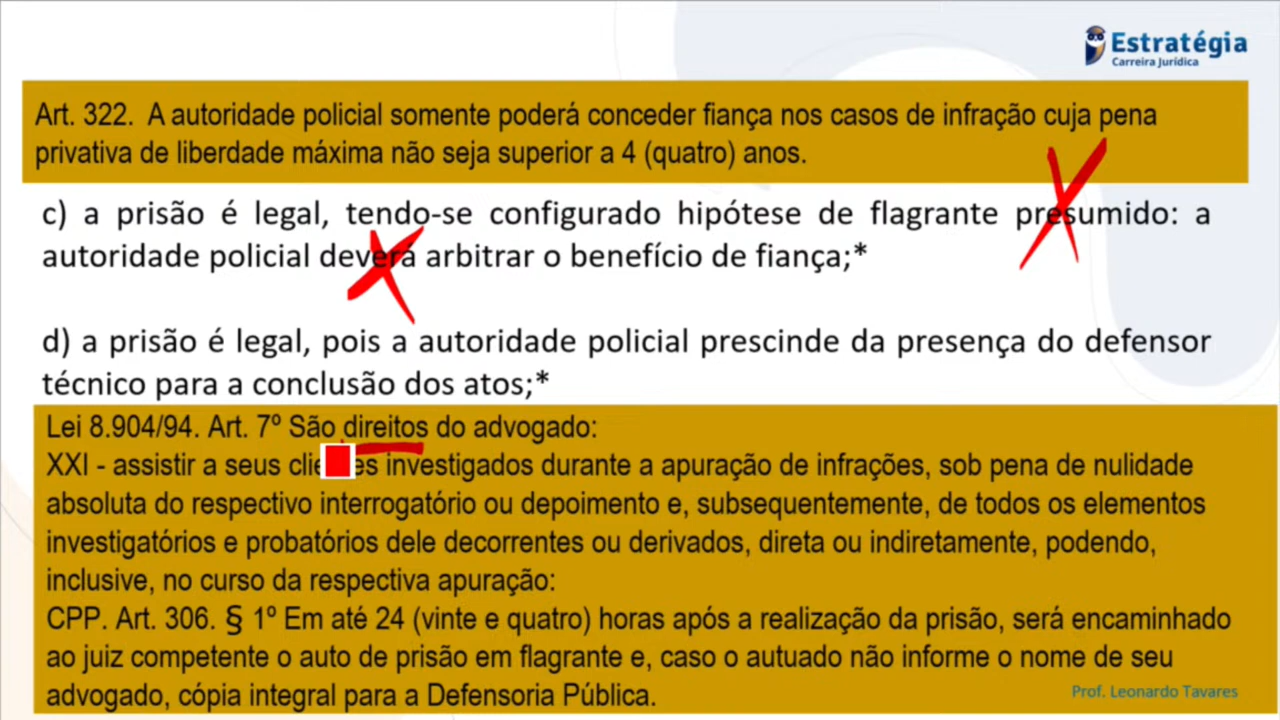 Estratégia
Carreira Jurídica
Art. 322. A autoridade policial somente poderá conceder fiança nos casos de infração cuja pena
privativa de liberdade máxima não seja superior a 4 (quatro) anos.
c) a prisão é legal, tendo-se configurado hipótese de flagrante presumido: a
autoridade policial deverá arbitrar o benefício de fiança;*
d) a prisão é legal, pois a autoridade policial prescinde da presença do defensor
técnico para a conclusão dos atos;*
Lei 8.904/94. Art. 7º São direitos do advogado:
XXI - assistir a seus investigados durante a apuração de infrações, sob pena de nulidade
absoluta do respectivo interrogatório ou depoimento e, subsequentemente, de todos os elementos
investigatórios e probatórios dele decorrentes ou derivados, direta ou indiretamente, podendo,
inclusive, no curso da respectiva apuração:
CPP. Art. 306. § 1º Em até 24 (vinte e quatro) horas após a realização da prisão, será encaminhado
ao juiz competente o auto de prisão em flagrante e, caso o autuado não informe o nome de seu
advogado, cópia integral para a Defensoria Pública.
Prof. Leonardo Tavares